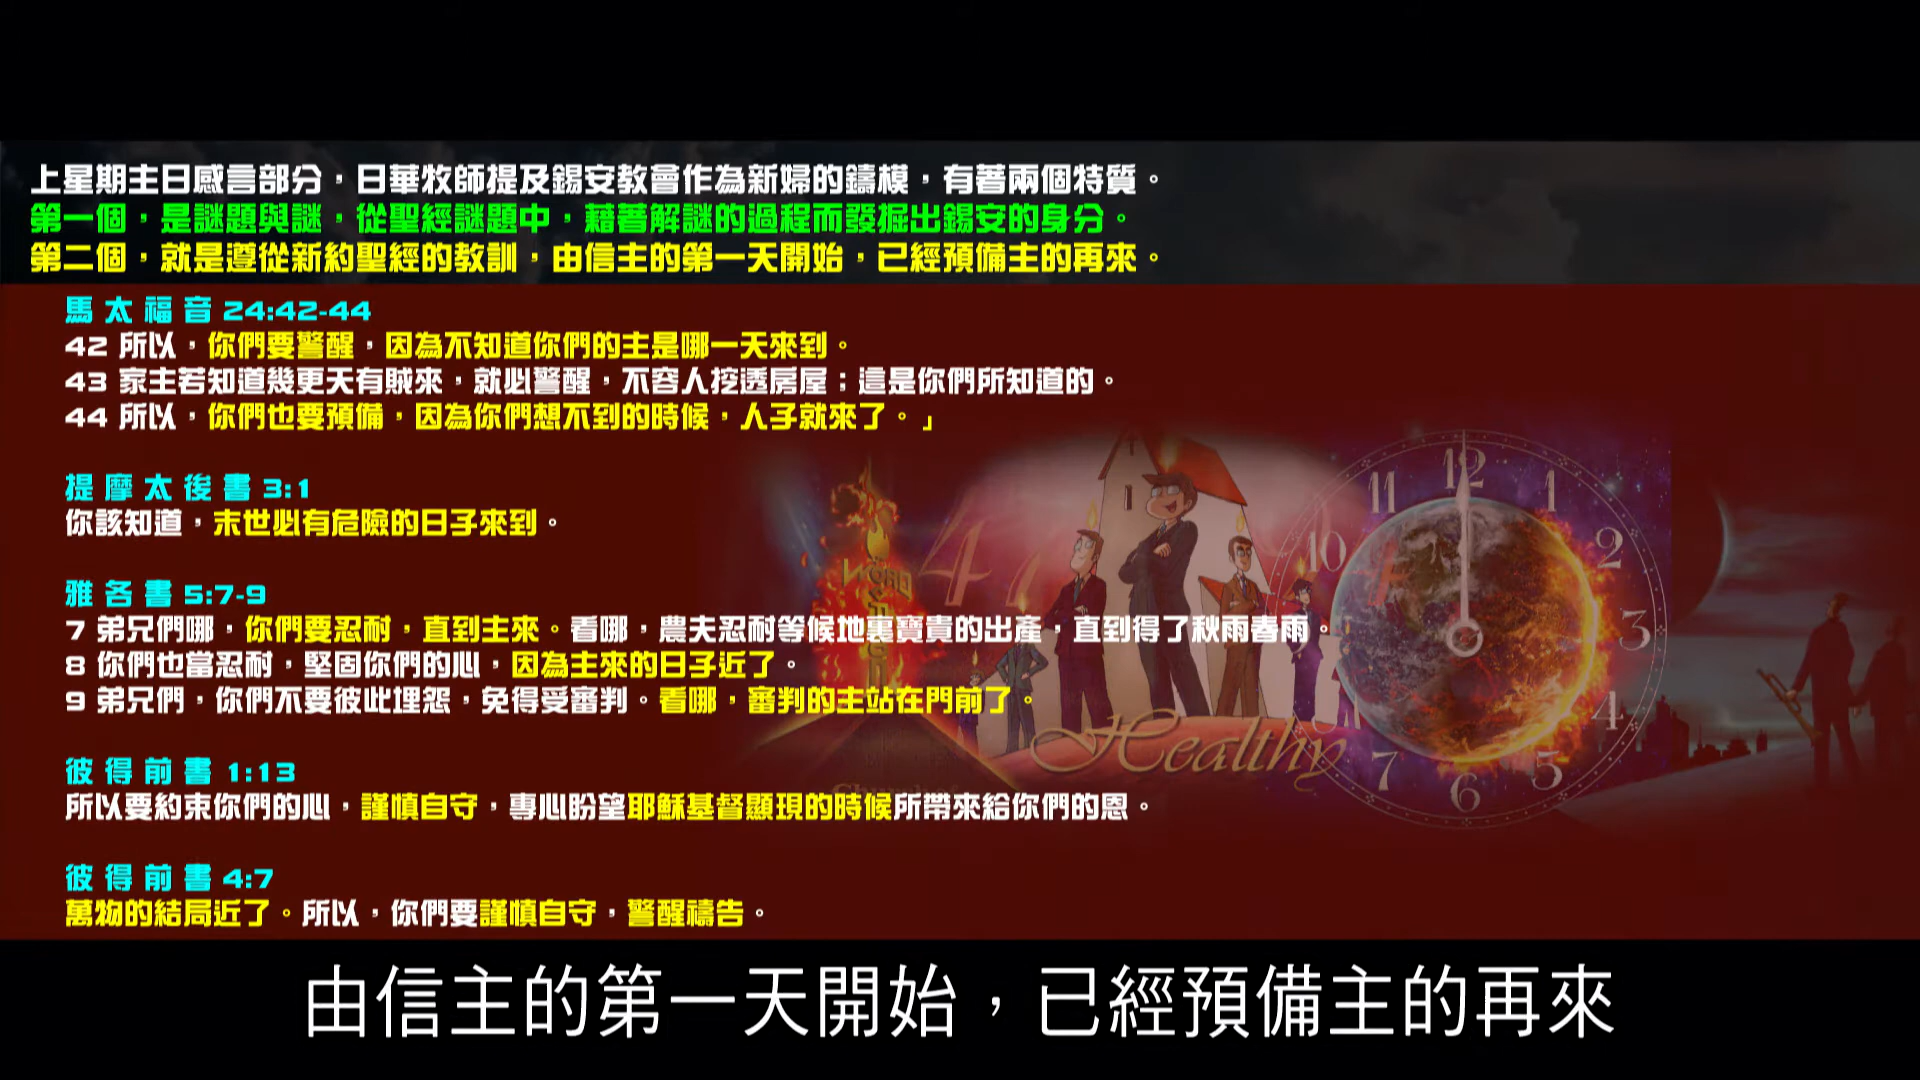 上星期主日感言部分，日華牧師提及錫安教會作為新婦的鑄模，有著兩個特質。
第一個，是謎題與謎，從聖經謎題中，藉著解謎的過程而發掘出錫安的身分。
第二個，就是遵從新約聖經的教訓，由信主的第一天開始，已經預備主的再來。
馬太福音 24:42-44
42 所以，你們要警醒，因為不知道你們的主是哪一天來到。
43 家主若知道幾更天有賊來，就必警醒，不容人挖透房屋；這是你們所知道的。
44 所以，你們也要預備，因為你們想不到的時候，人子就來了。」
提摩太後書 3:1
你該知道，末世必有危險的日子來到。
雅各書 5:7-9
7 弟兄們哪，你們要忍耐，直到主來。看哪，農夫忍耐等候地裏寶貴的出產，直到得了秋雨春雨。
8 你們也當忍耐，堅固你們的心，因為主來的日子近了。
9 弟兄們，你們不要彼此埋怨，免得受審判。看哪，審判的主站在門前了。
彼得前書 1:13
所以要約束你們的心，謹慎自守，專心盼望耶穌基督顯現的時候所帶來給你們的恩。
彼得前書 4:7
萬物的結局近了。所以，你們要謹慎自守，警醒禱告。
Healthy
12
1
2
3
4
5
6
7
10
11
由信主的第一天開始，已經預備主的再來